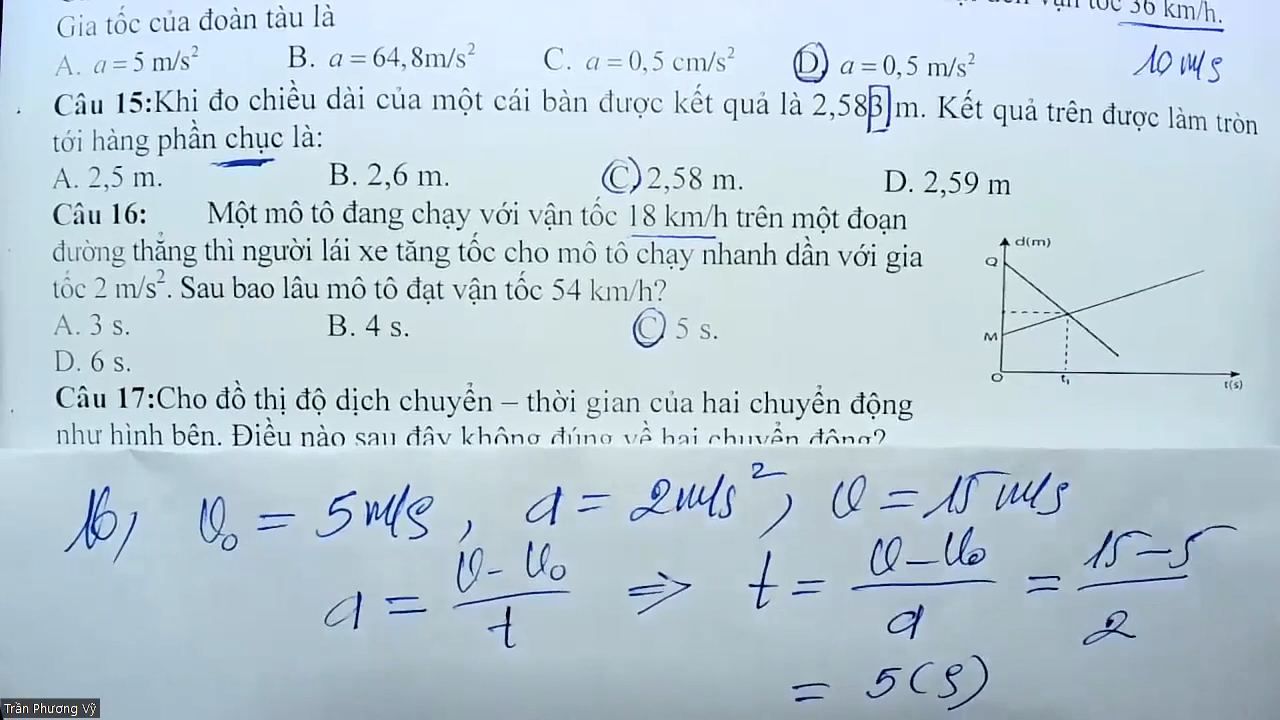 vận tốc 36 km/h.
Gia tốc của đoàn tàu là
A. a = 5 m/s² B. a = 64,8m/s² C. a = 0,5 cm/s² D. a = 0,5 m/s² 10 m/s
Câu 15:Khi đo chiều dài của một cái bàn được kết quả là 2,583 m. Kết quả trên được làm tròn
tới hàng phần chục là:
A. 2,5 m. B. 2,6 m. C. 2,58 m. D. 2,59 m
Câu 16: Một mô tô đang chạy với vận tốc 18 km/h trên một đoạn
đường thẳng thì người lái xe tăng tốc cho mô tô chạy nhanh dần với gia
tốc 2 m/s². Sau bao lâu mô tô đạt vận tốc 54 km/h?
A. 3 s. B. 4 s. C. 5 s.
D. 6 s.
d(m)
Q
M
O t₁ t(s)
Câu 17:Cho đồ thị độ dịch chuyển – thời gian của hai chuyển động
như hình bên. Điều nào sau đây không đúng về hai chuyển động?
16, v₀ = 5 m/s, a = 2 m/s², v = 15 m/s
a = (v - v₀)/t => t = (v - v₀)/a = (15 - 5)/2
= 5 (s)
Trần Phương Vỹ